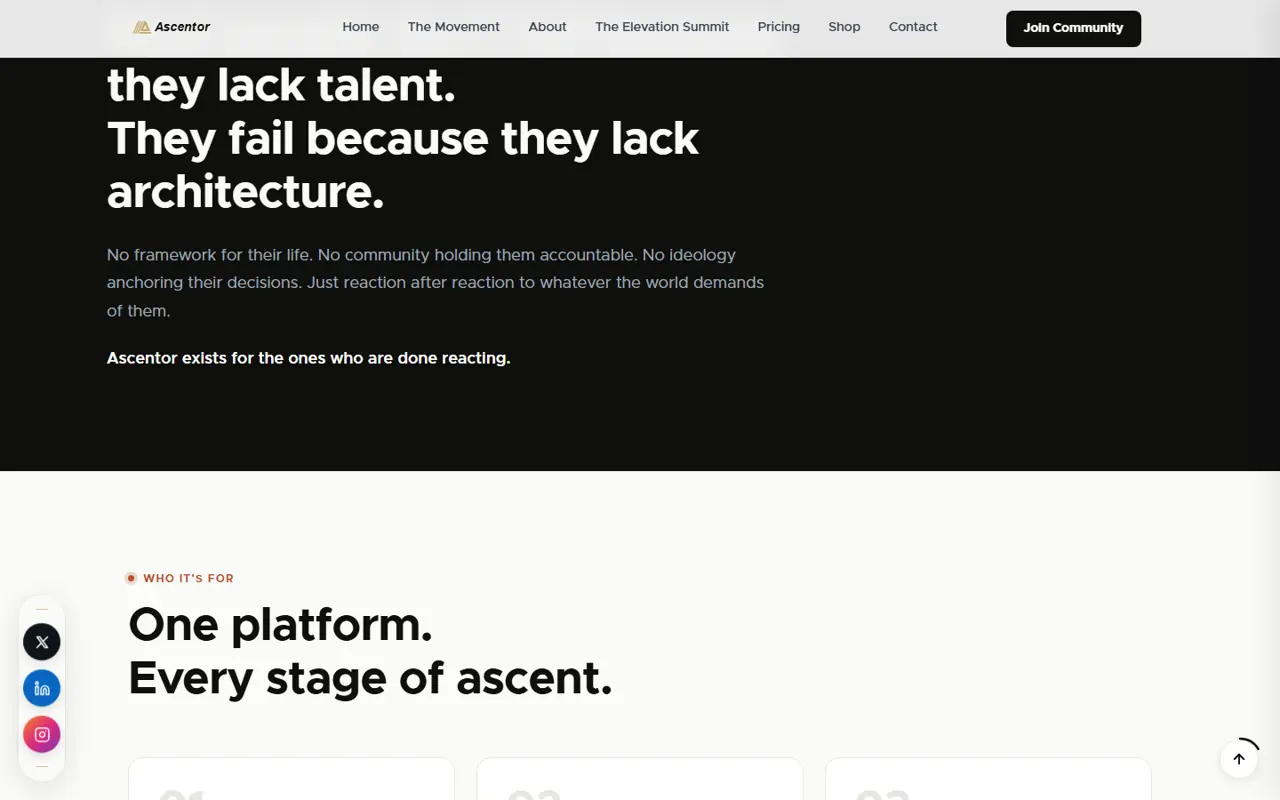 Ascentor
Home
The Movement
About
The Elevation Summit
Pricing
Shop
Contact
Join Community
they lack talent.
They fail because they lack
architecture.
No framework for their life. No community holding them accountable. No ideology
anchoring their decisions. Just reaction after reaction to whatever the world demands
of them.
Ascentor exists for the ones who are done reacting.
WHO IT'S FOR
One platform.
Every stage of ascent.
01
02
03